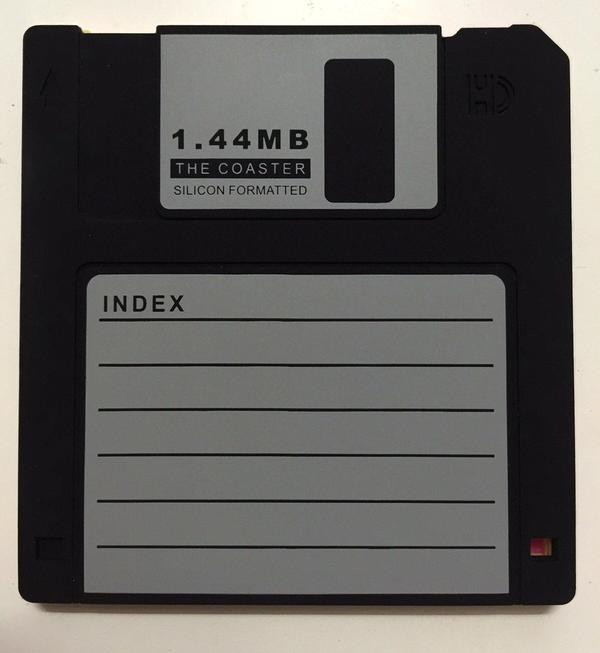 HD
1.44MB
THE COASTER
SILICON FORMATTED
INDEX